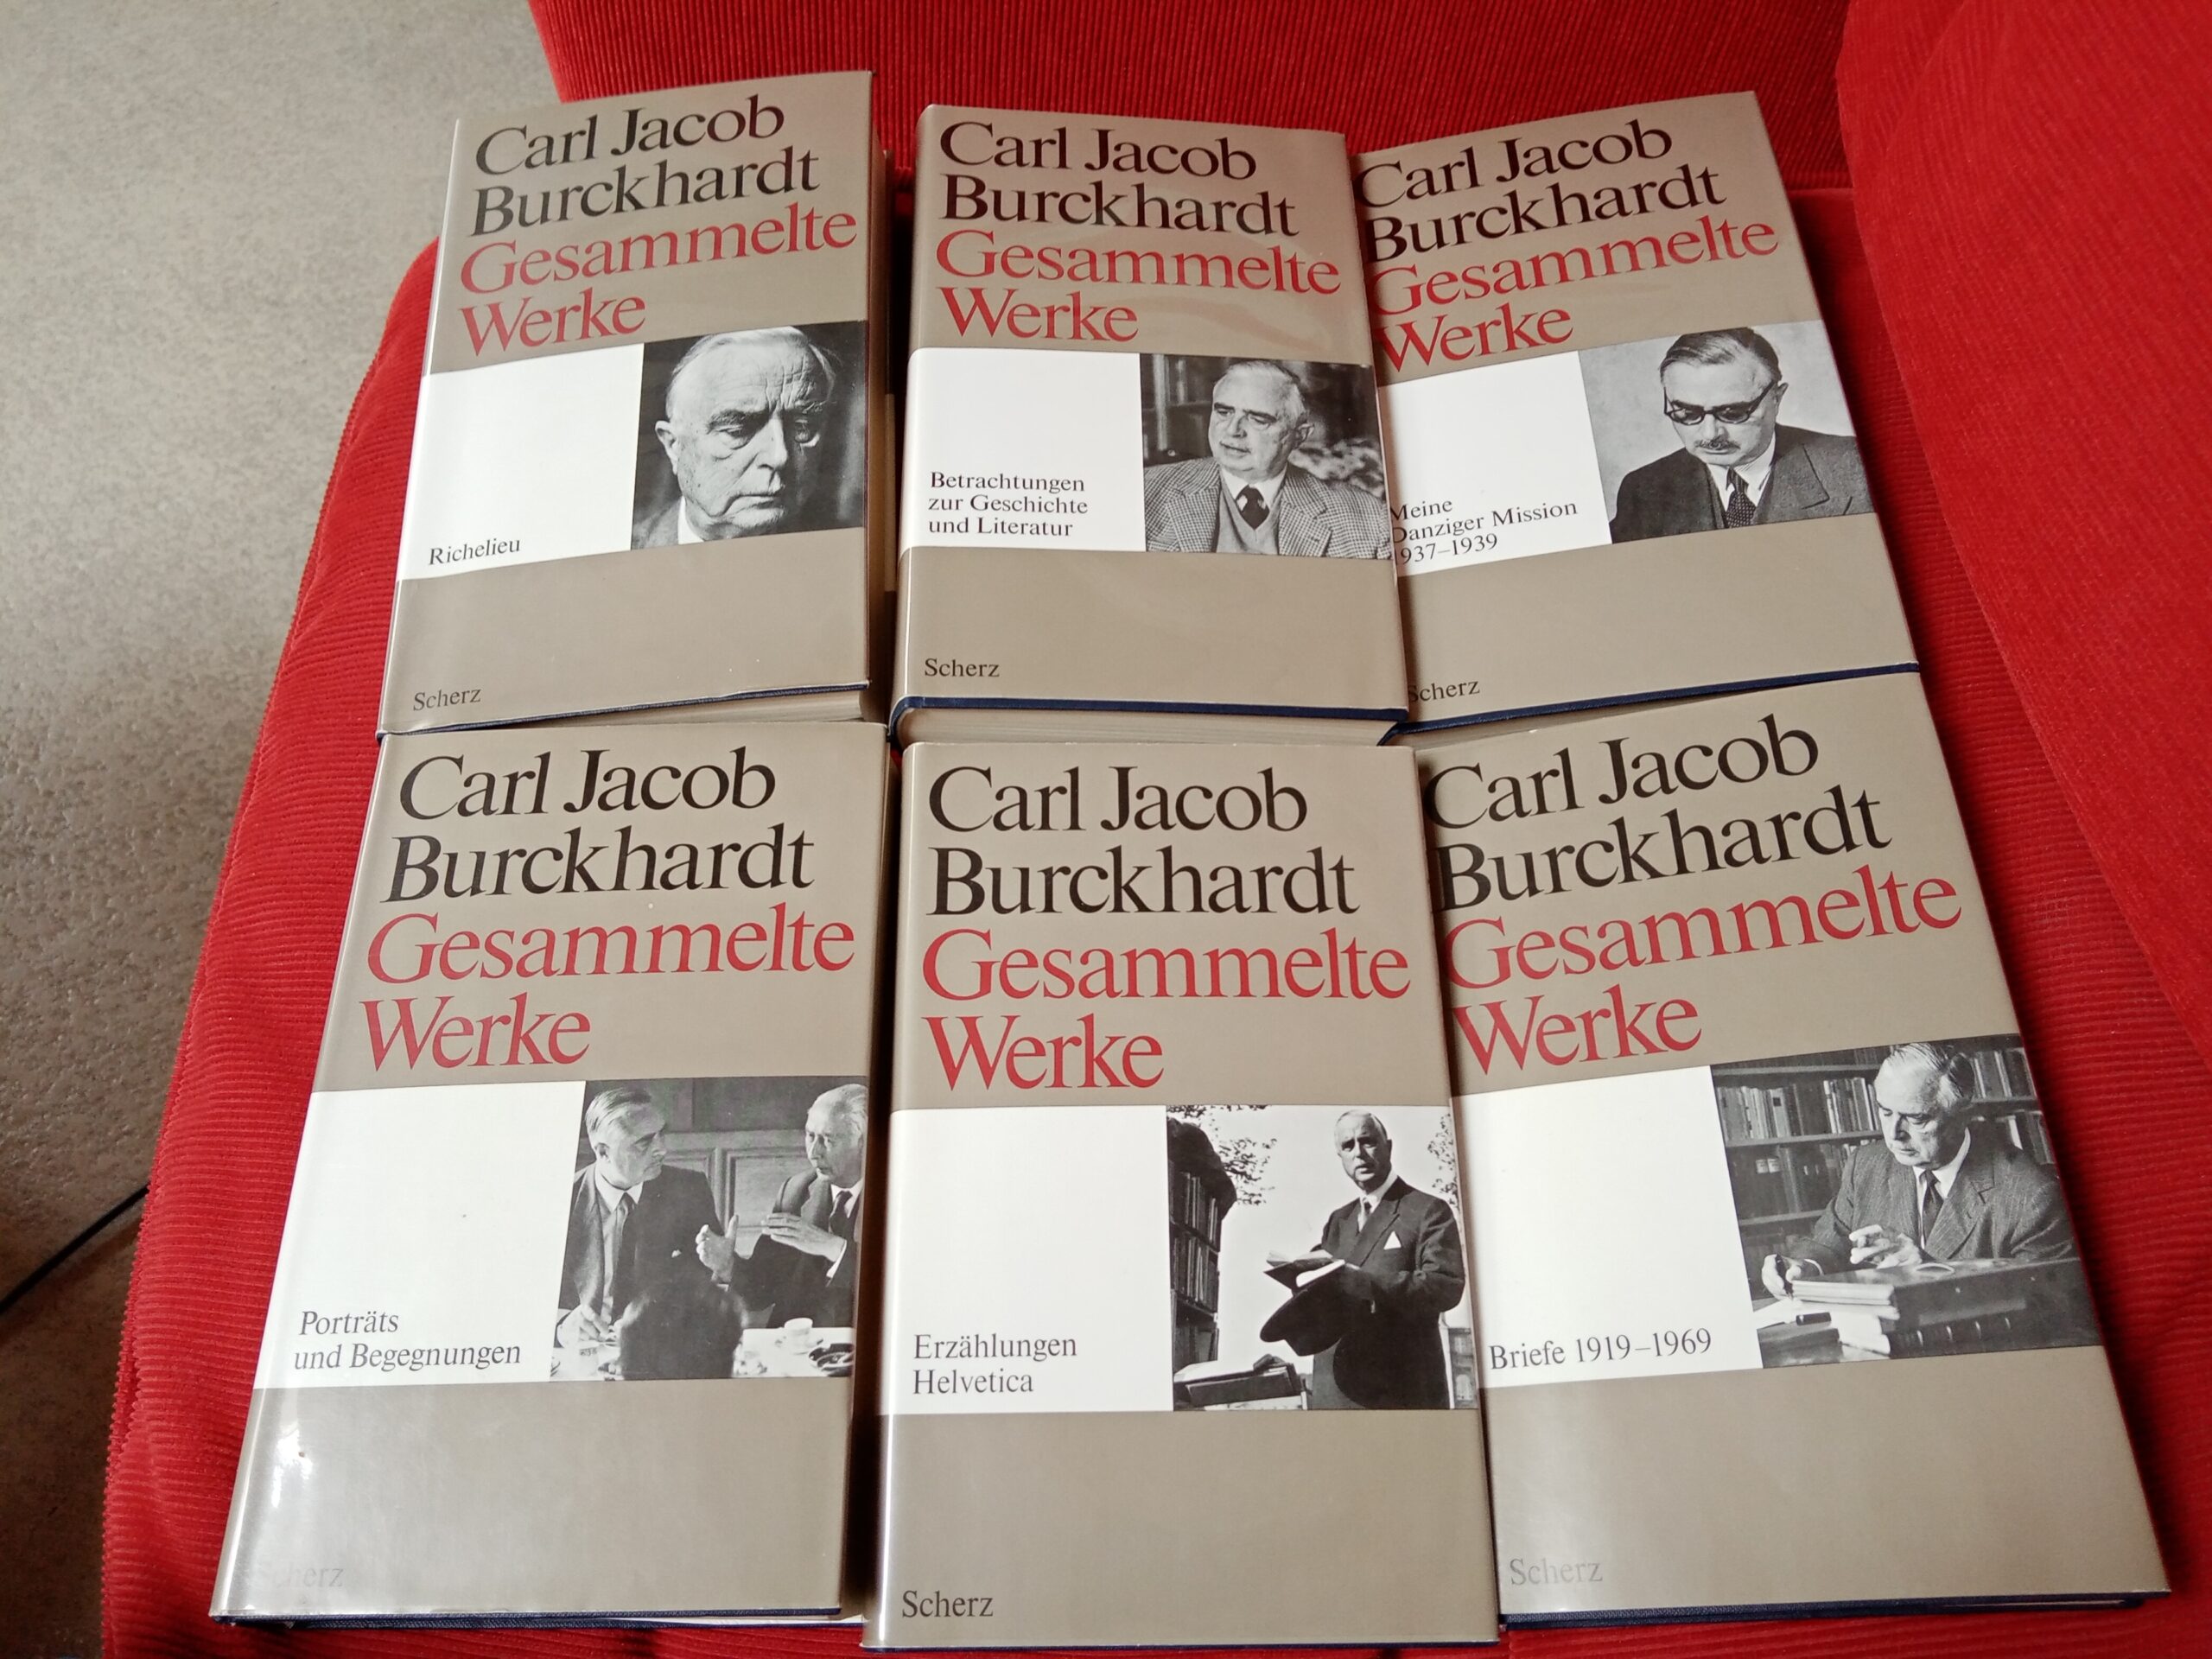 Carl Jacob
Burckhardt
Gesammelte
Werke
Richelieu
Scherz
Carl Jacob
Burckhardt
Gesammelte
Werke
Betrachtungen
zur Geschichte
und Literatur
Scherz
Carl Jacob
Burckhardt
Gesammelte
Werke
Meine
Danziger Mission
1937–1939
Scherz
Carl Jacob
Burckhardt
Gesammelte
Werke
Porträts
und Begegnungen
Scherz
Carl Jacob
Burckhardt
Gesammelte
Werke
Erzählungen
Helvetica
Scherz
Carl Jacob
Burckhardt
Gesammelte
Werke
Briefe 1919–1969
Scherz